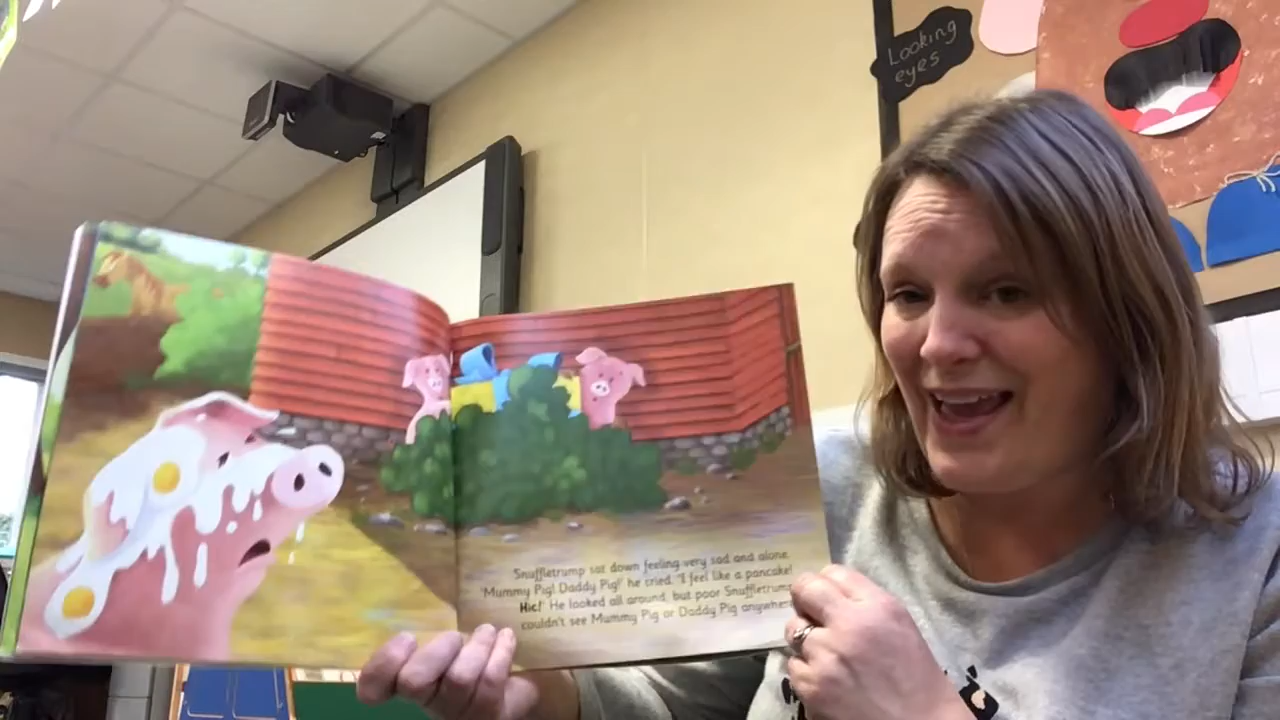 Looking
eyes
Snuffletrump sat down feeling very sad and alone.
'Mummy Pig! Daddy Pig!' he cried. 'I feel like a pancake!
Hic!' He looked all around, but poor Snuffletrump
couldn't see Mummy Pig or Daddy Pig anywhere